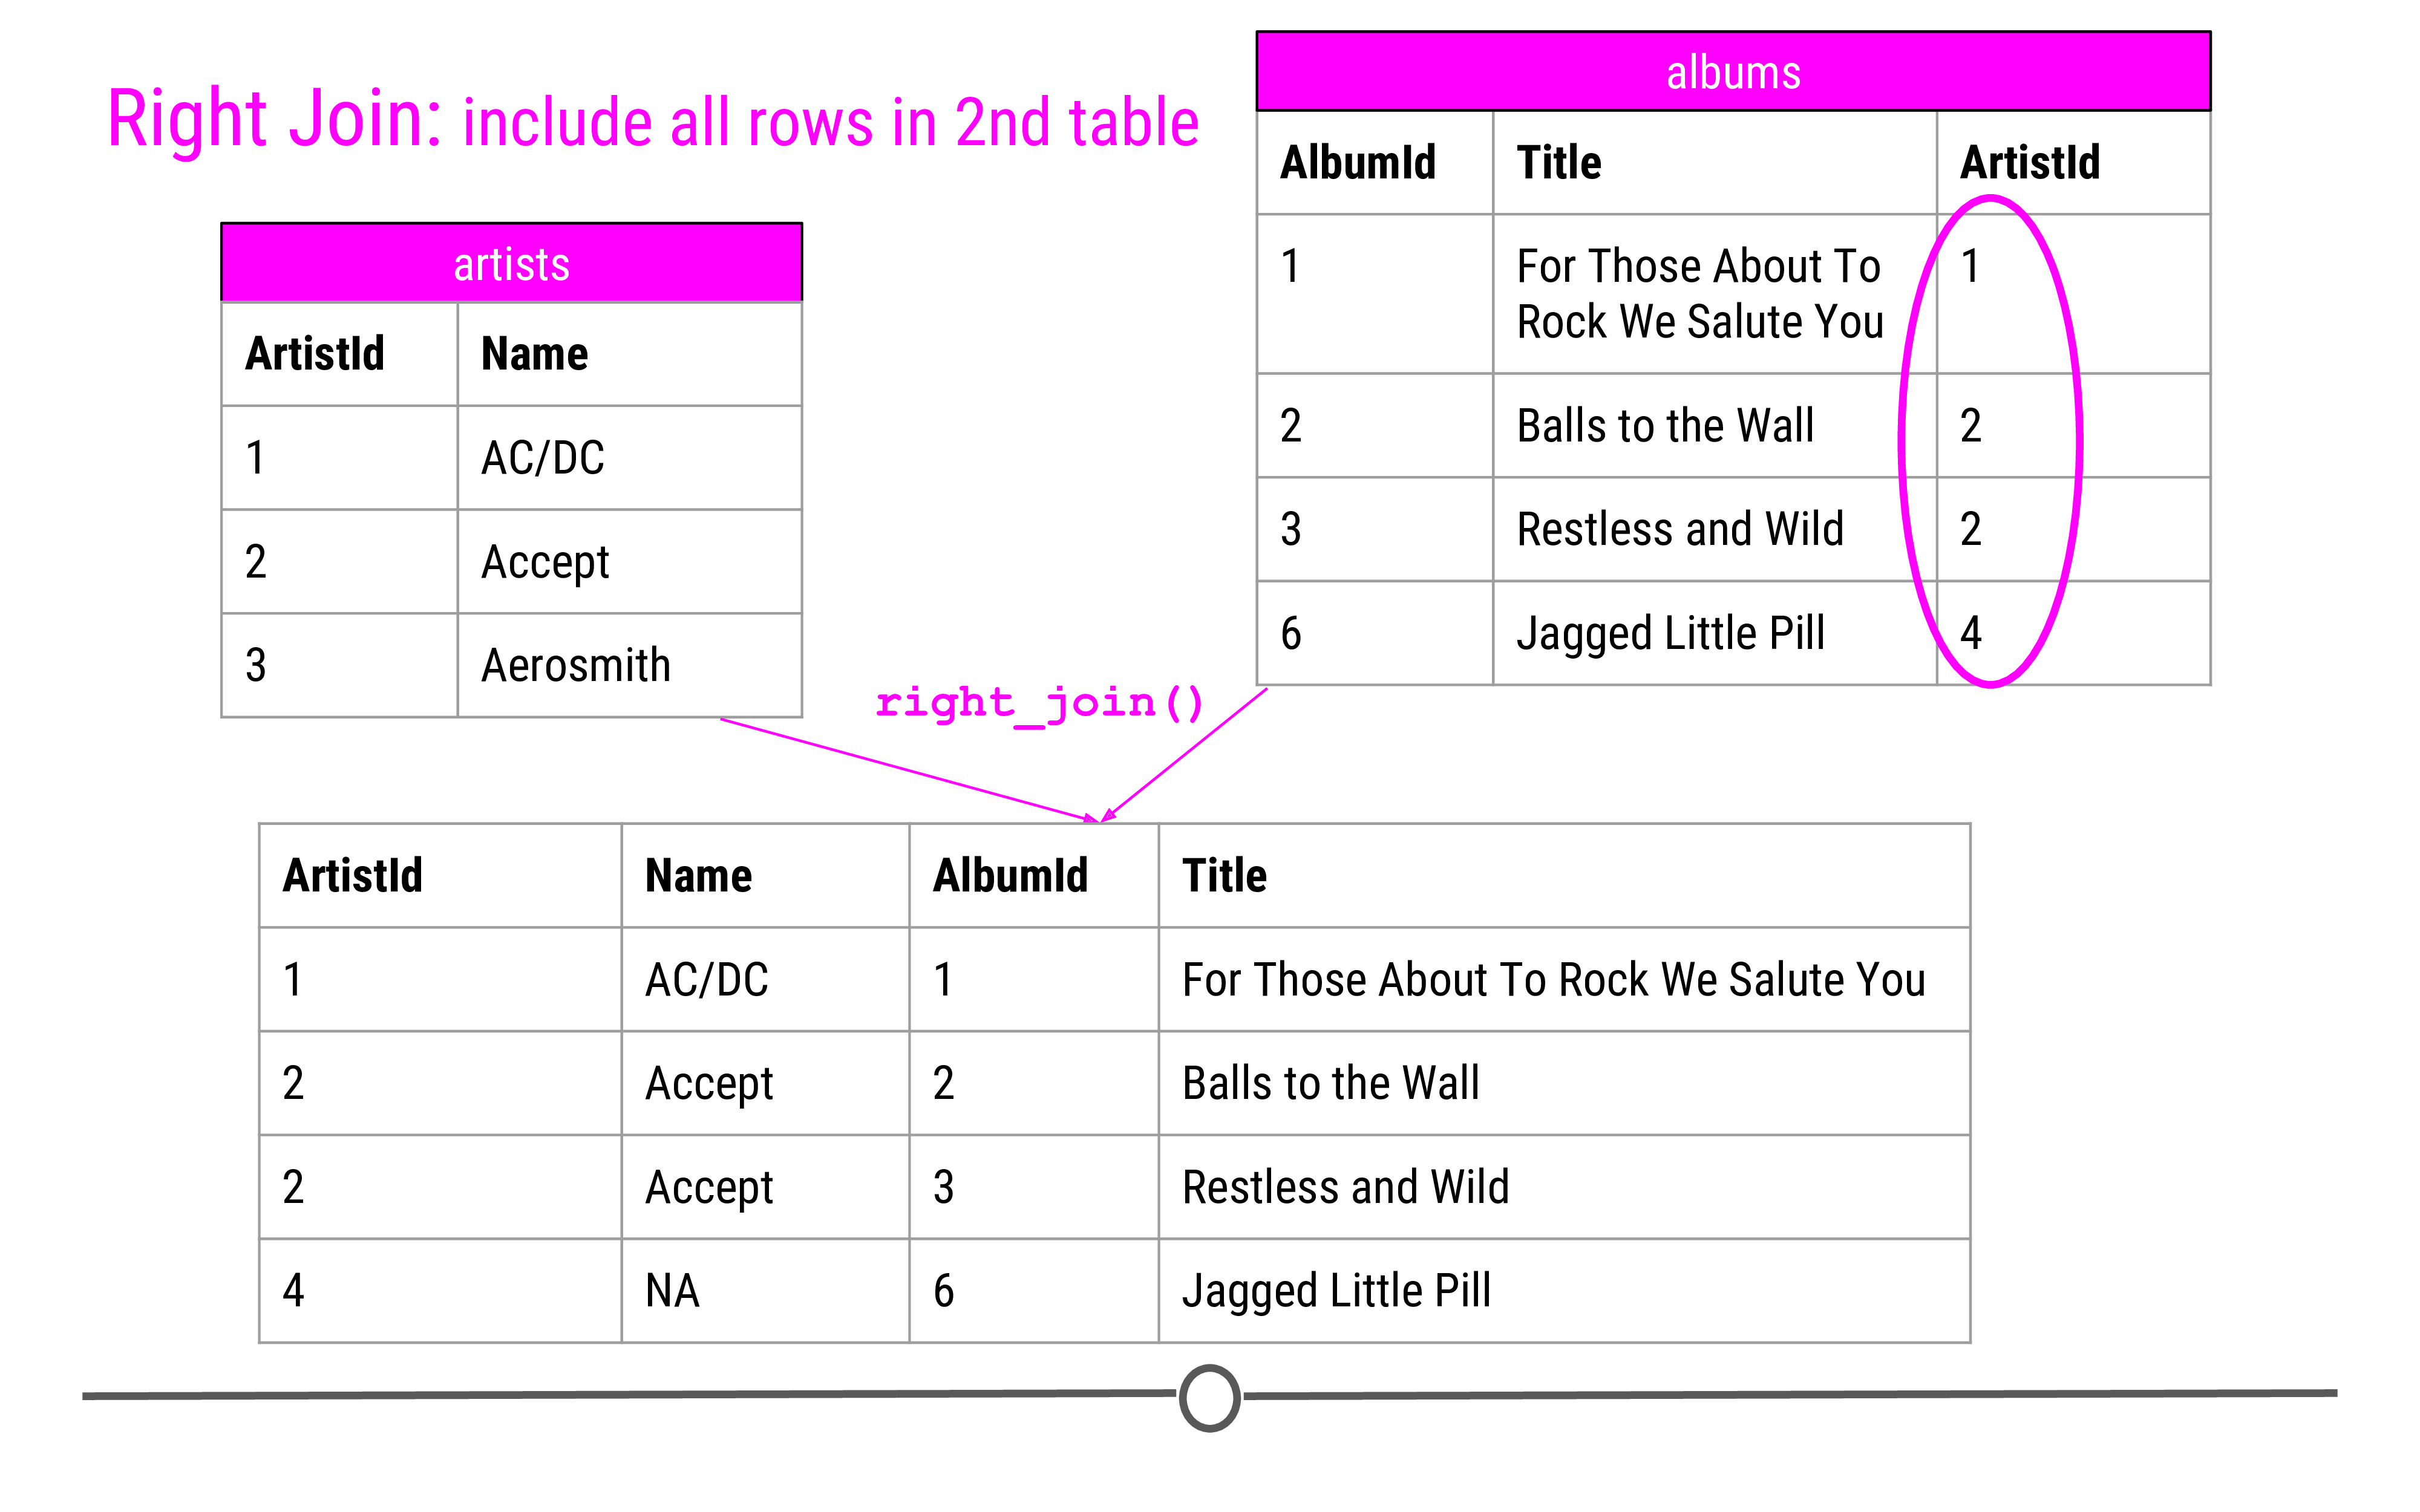 Right Join: include all rows in 2nd table
artists
ArtistId Name
1 AC/DC
2 Accept
3 Aerosmith
albums
AlbumId Title ArtistId
1 For Those About To 1
Rock We Salute You
2 Balls to the Wall 2
3 Restless and Wild 2
6 Jagged Little Pill 4
right_join()
ArtistId Name AlbumId Title
1 AC/DC 1 For Those About To Rock We Salute You
2 Accept 2 Balls to the Wall
2 Accept 3 Restless and Wild
4 NA 6 Jagged Little Pill